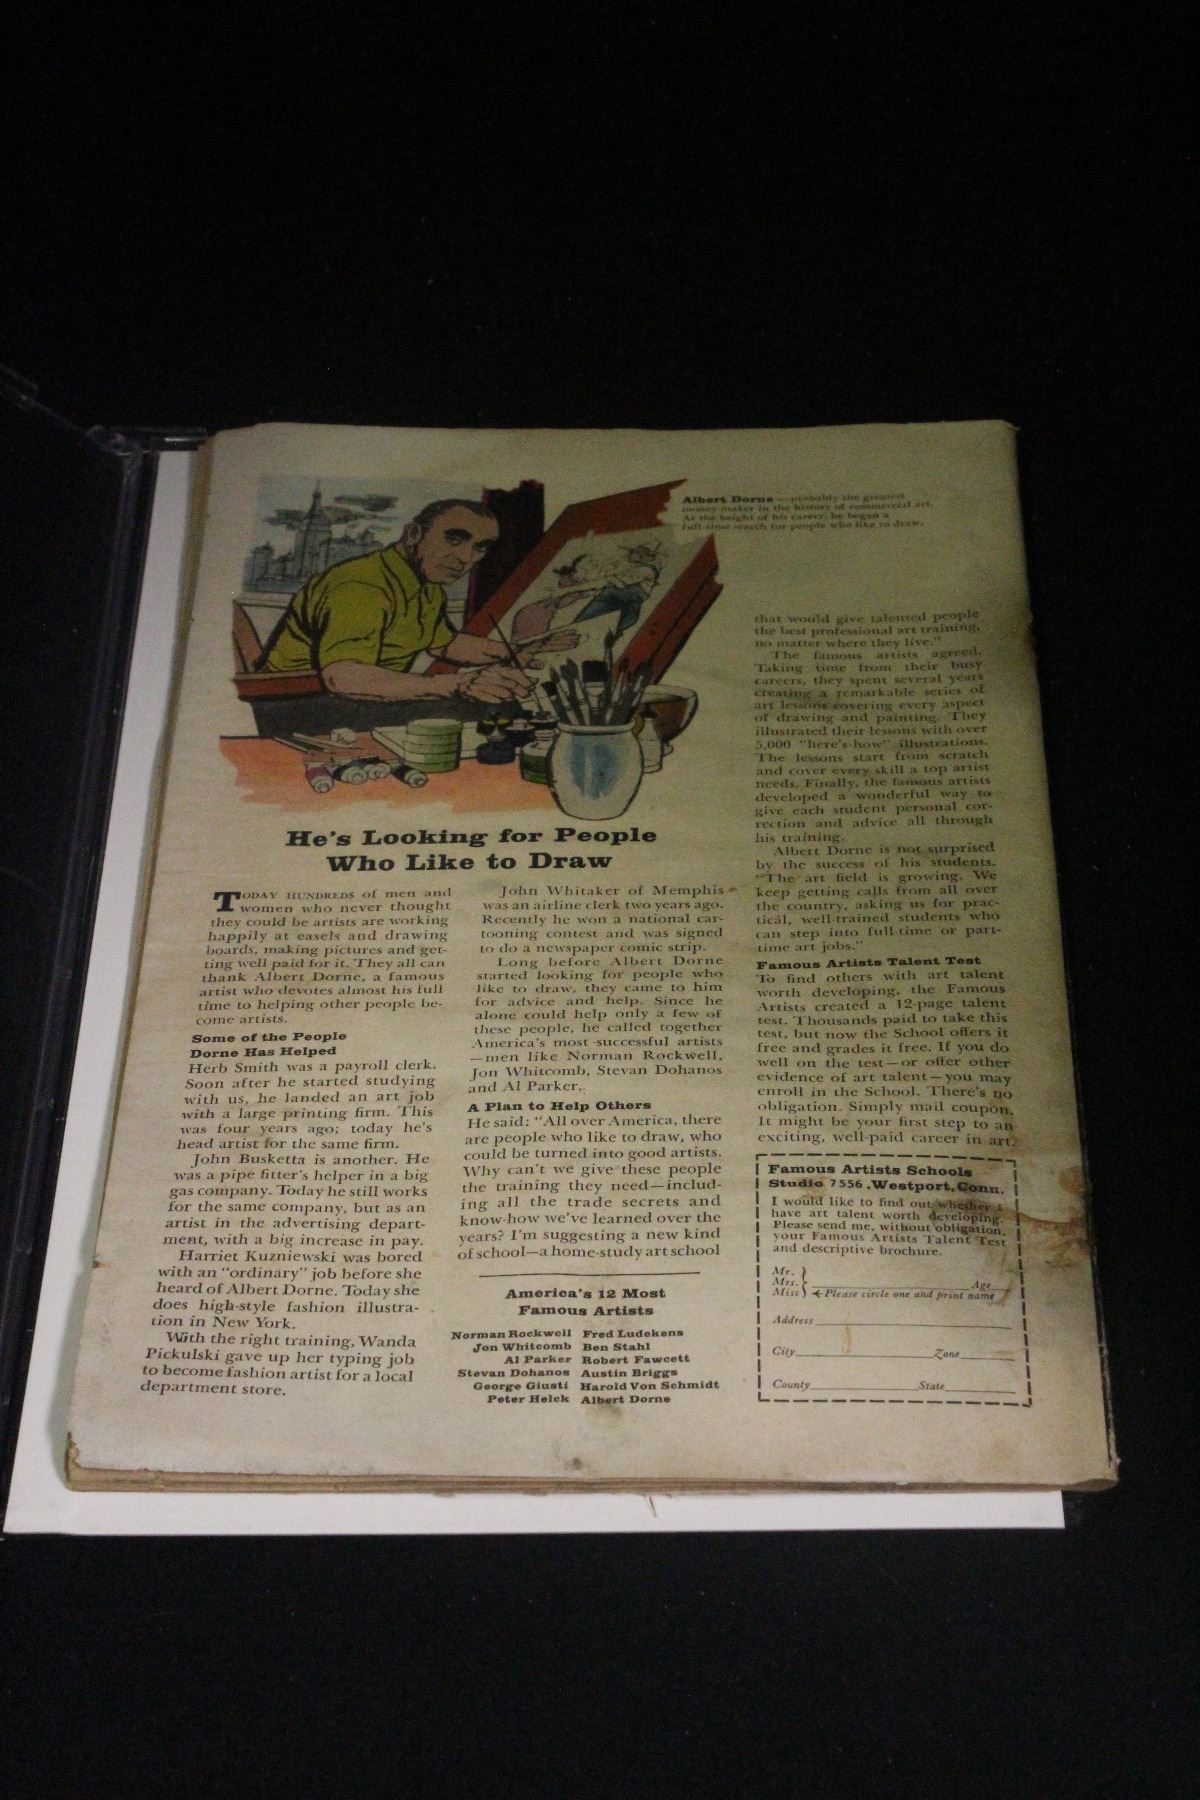 Albert Dorne—probably the greatest
money-maker in the history of commercial art.
At the height of his career, he began a
full-time search for people who like to draw.
He's Looking for People
Who Like to Draw
TODAY HUNDREDS of men and
women who never thought
they could be artists are working
happily at easels and drawing
boards, making pictures and get-
ting well paid for it. They all can
thank Albert Dorne, a famous
artist who devotes almost his full
time to helping other people be-
come artists.
Some of the People
Dorne Has Helped
Herb Smith was a payroll clerk.
Soon after he started studying
with us, he landed an art job
with a large printing firm. This
was four years ago; today he's
head artist for the same firm.
John Busketta is another. He
was a pipe fitter's helper in a big
gas company. Today he still works
for the same company, but as an
artist in the advertising depart-
ment, with a big increase in pay.
Harriet Kuzniewski was bored
with an "ordinary" job before she
heard of Albert Dorne. Today she
does high-style fashion illustra-
tion in New York.
With the right training, Wanda
Pickulski gave up her typing job
to become fashion artist for a local
department store.
John Whitaker of Memphis
was an airline clerk two years ago.
Recently he won a national car-
tooning contest and was signed
to do a newspaper comic strip.
Long before Albert Dorne
started looking for people who
like to draw, they came to him
for advice and help. Since he
alone could help only a few of
these people, he called together
America's most successful artists
—men like Norman Rockwell,
Jon Whitcomb, Stevan Dohanos
and Al Parker.
A Plan to Help Others
He said: "All over America, there
are people who like to draw, who
could be turned into good artists.
Why can't we give these people
the training they need—includ-
ing all the trade secrets and
know-how we've learned over the
years? I'm suggesting a new kind
of school—a home-study art school
America's 12 Most
Famous Artists
Norman Rockwell Fred Ludekens
Jon Whitcomb Ben Stahl
Al Parker Robert Fawcett
Stevan Dohanos Austin Briggs
George Giusti Harold Von Schmidt
Peter Helck Albert Dorne
that would give talented people
the best professional art training,
no matter where they live."
The famous artists agreed.
Taking time from their busy
careers, they spent several years
creating a remarkable series of
art lessons covering every aspect
of drawing and painting. They
illustrated their lessons with over
5,000 "here's-how" illustrations.
The lessons start from scratch
and cover every skill a top artist
needs. Finally, the famous artists
developed a wonderful way to
give each student personal cor-
rection and advice all through
his training.
Albert Dorne is not surprised
by the success of his students.
"The art field is growing. We
keep getting calls from all over
the country, asking us for prac-
tical, well-trained students who
can step into full-time or part-
time art jobs."
Famous Artists Talent Test
To find others with art talent
worth developing, the Famous
Artists created a 12-page talent
test. Thousands paid to take this
test, but now the School offers it
free and grades it free. If you do
well on the test—or offer other
evidence of art talent—you may
enroll in the School. There's no
obligation. Simply mail coupon.
It might be your first step to an
exciting, well-paid career in art.
Famous Artists Schools
Studio 7556, Westport, Conn.
I would like to find out whether I
have art talent worth developing.
Please send me, without obligation,
your Famous Artists Talent Test
and descriptive brochure.
Mr.
Mrs. Age
Miss Please circle one and print name
Address
City Zone
County State